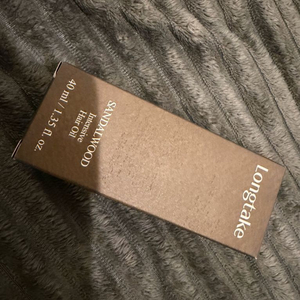 Longtake
SANDALWOOD
Intensive
Hair Oil
40 ml / 1.35 fl. oz